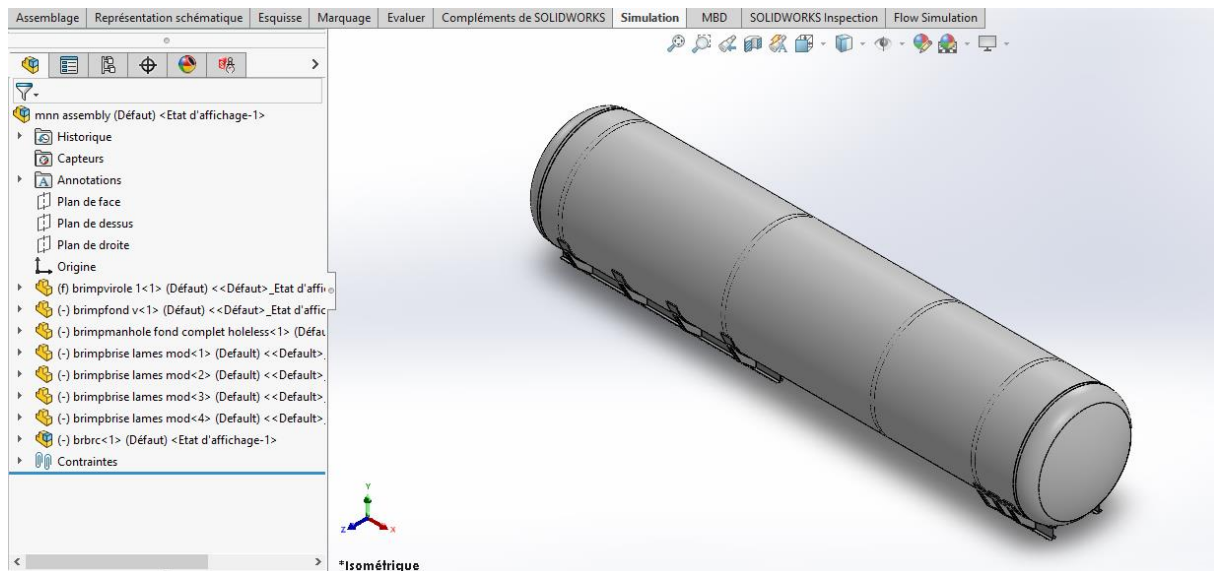 Assemblage Représentation schématique Esquisse Marquage Evaluer Compléments de SOLIDWORKS Simulation MBD SOLIDWORKS Inspection Flow Simulation
mnn assembly (Défaut) <Etat d'affichage-1>
Historique
Capteurs
Annotations
Plan de face
Plan de dessus
Plan de droite
Origine
(f) brimpvirole 1<1> (Défaut) <<Défaut>_Etat d'affi
(-) brimpfond v<1> (Défaut) <<Défaut>_Etat d'affic
(-) brimpmanhole fond complet holeless<1> (Défau
(-) brimpbrise lames mod<1> (Default) <<Default>_
(-) brimpbrise lames mod<2> (Default) <<Default>_
(-) brimpbrise lames mod<3> (Default) <<Default>_
(-) brimpbrise lames mod<4> (Default) <<Default>_
(-) brbrc<1> (Défaut) <Etat d'affichage-1>
Contraintes
Y
Z X
*Isométrique